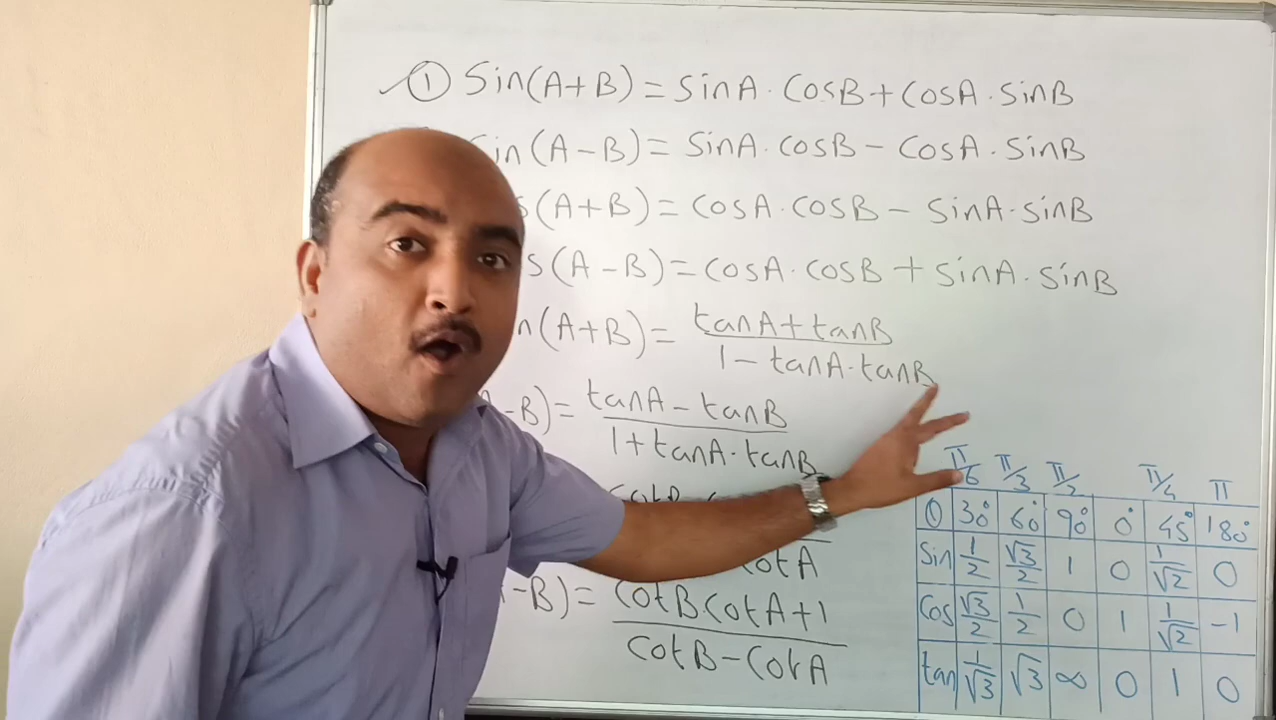 ① Sin(A+B) = SinA · CosB + CosA · SinB
in(A-B) = SinA · CosB - CosA · SinB
s(A+B) = CosA · CosB - SinA · SinB
s(A-B) = CosA · CosB + SinA · SinB
n(A+B) = tanA + tanB / 1 - tanA · tanB
-B) = tanA - tanB / 1 + tanA · tanB
cotA
-B) = CotB CotA + 1 / CotB - CotA
π/6 π/3 π/2 π/4 π
θ 30° 60° 90° 0° 45° 180°
Sin 1/2 √3/2 1 0 1/√2 0
Cos √3/2 1/2 0 1 1/√2 -1
tan 1/√3 √3 ∞ 0 1 0